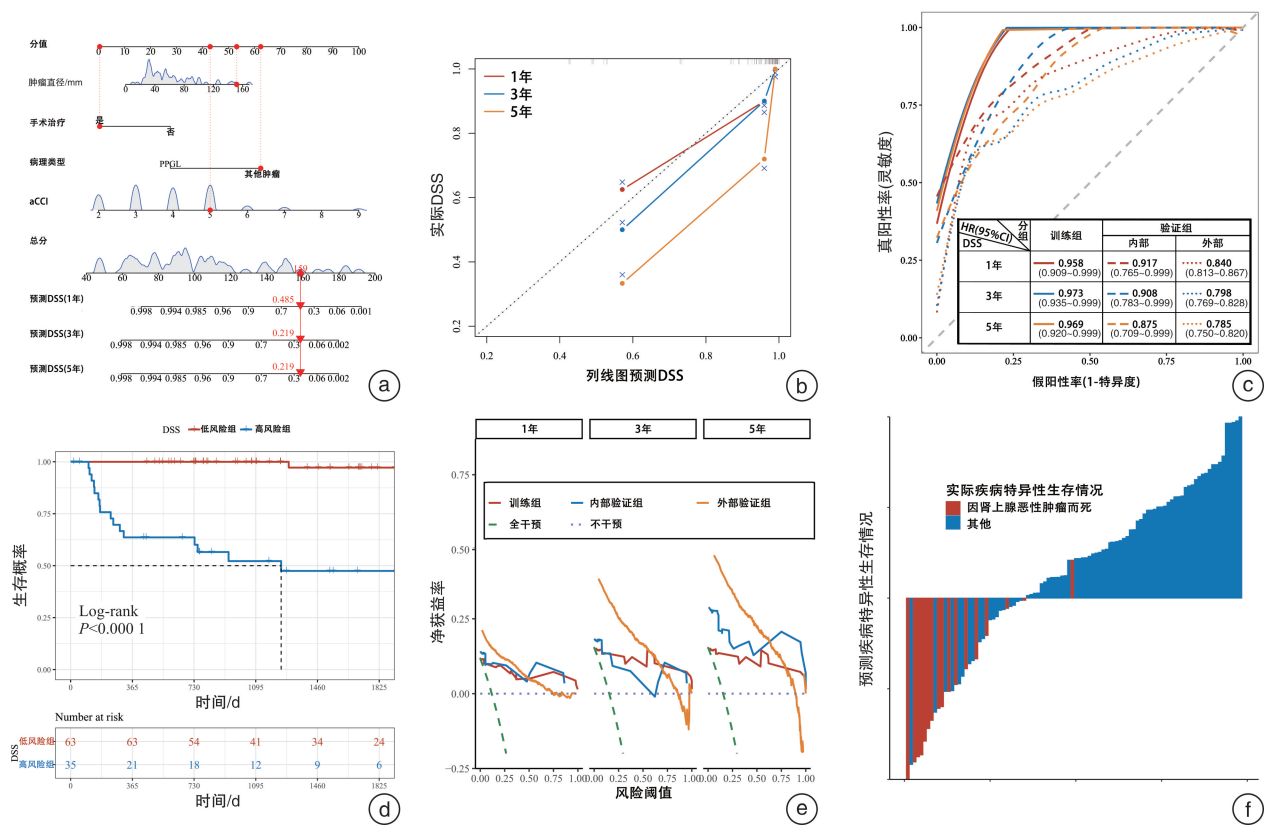 分值
0 10 20 30 40 50 60 70 80 90 100
肿瘤直径/mm
0 40 80 120 160
手术治疗
是
否
病理类型
PPGL
其他肿瘤
aCCI
2 3 4 5 6 7 8 9
总分
159
40 60 80 100 120 140 160 180 200
预测DSS(1年)
0.485
0.998 0.994 0.985 0.96 0.9 0.7 0.3 0.06 0.001
预测DSS(3年)
0.219
0.998 0.994 0.985 0.96 0.9 0.7 0.3 0.06 0.002
预测DSS(5年)
0.219
0.998 0.994 0.985 0.96 0.9 0.7 0.3 0.06 0.002
a
1年
3年
5年
实际DSS
1.0
0.8
0.6
0.4
0.2
0.2 0.4 0.6 0.8 1.0
列线图预测DSS
b
真阳性率(灵敏度)
1.00
0.75
0.50
0.25
0.00
HR(95%CI) 分组 训练组 验证组
DSS 内部 外部
1年 0.958 0.917 0.840
(0.909~0.999) (0.765~0.999) (0.813~0.867)
3年 0.973 0.908 0.798
(0.935~0.999) (0.783~0.999) (0.769~0.828)
5年 0.969 0.875 0.785
(0.920~0.999) (0.709~0.999) (0.750~0.820)
0.00 0.25 0.50 0.75 1.00
假阳性率(1-特异度)
c
DSS 低风险组 高风险组
生存概率
1.00
0.75
0.50
0.25
0.00
Log-rank
P<0.000 1
0 365 730 1095 1460 1825
时间/d
Number at risk
DSS
低风险组 63 63 54 41 34 24
高风险组 35 21 18 12 9 6
0 365 730 1095 1460 1825
时间/d
d
1年 3年 5年
净获益率
0.75
0.50
0.25
0.00
−0.25
训练组 内部验证组 外部验证组
全干预 不干预
0.00 0.25 0.50 0.75 1.00 0.00 0.25 0.50 0.75 1.00 0.00 0.25 0.50 0.75 1.00
风险阈值
e
预测疾病特异性生存情况
实际疾病特异性生存情况
因肾上腺恶性肿瘤而死
其他
f